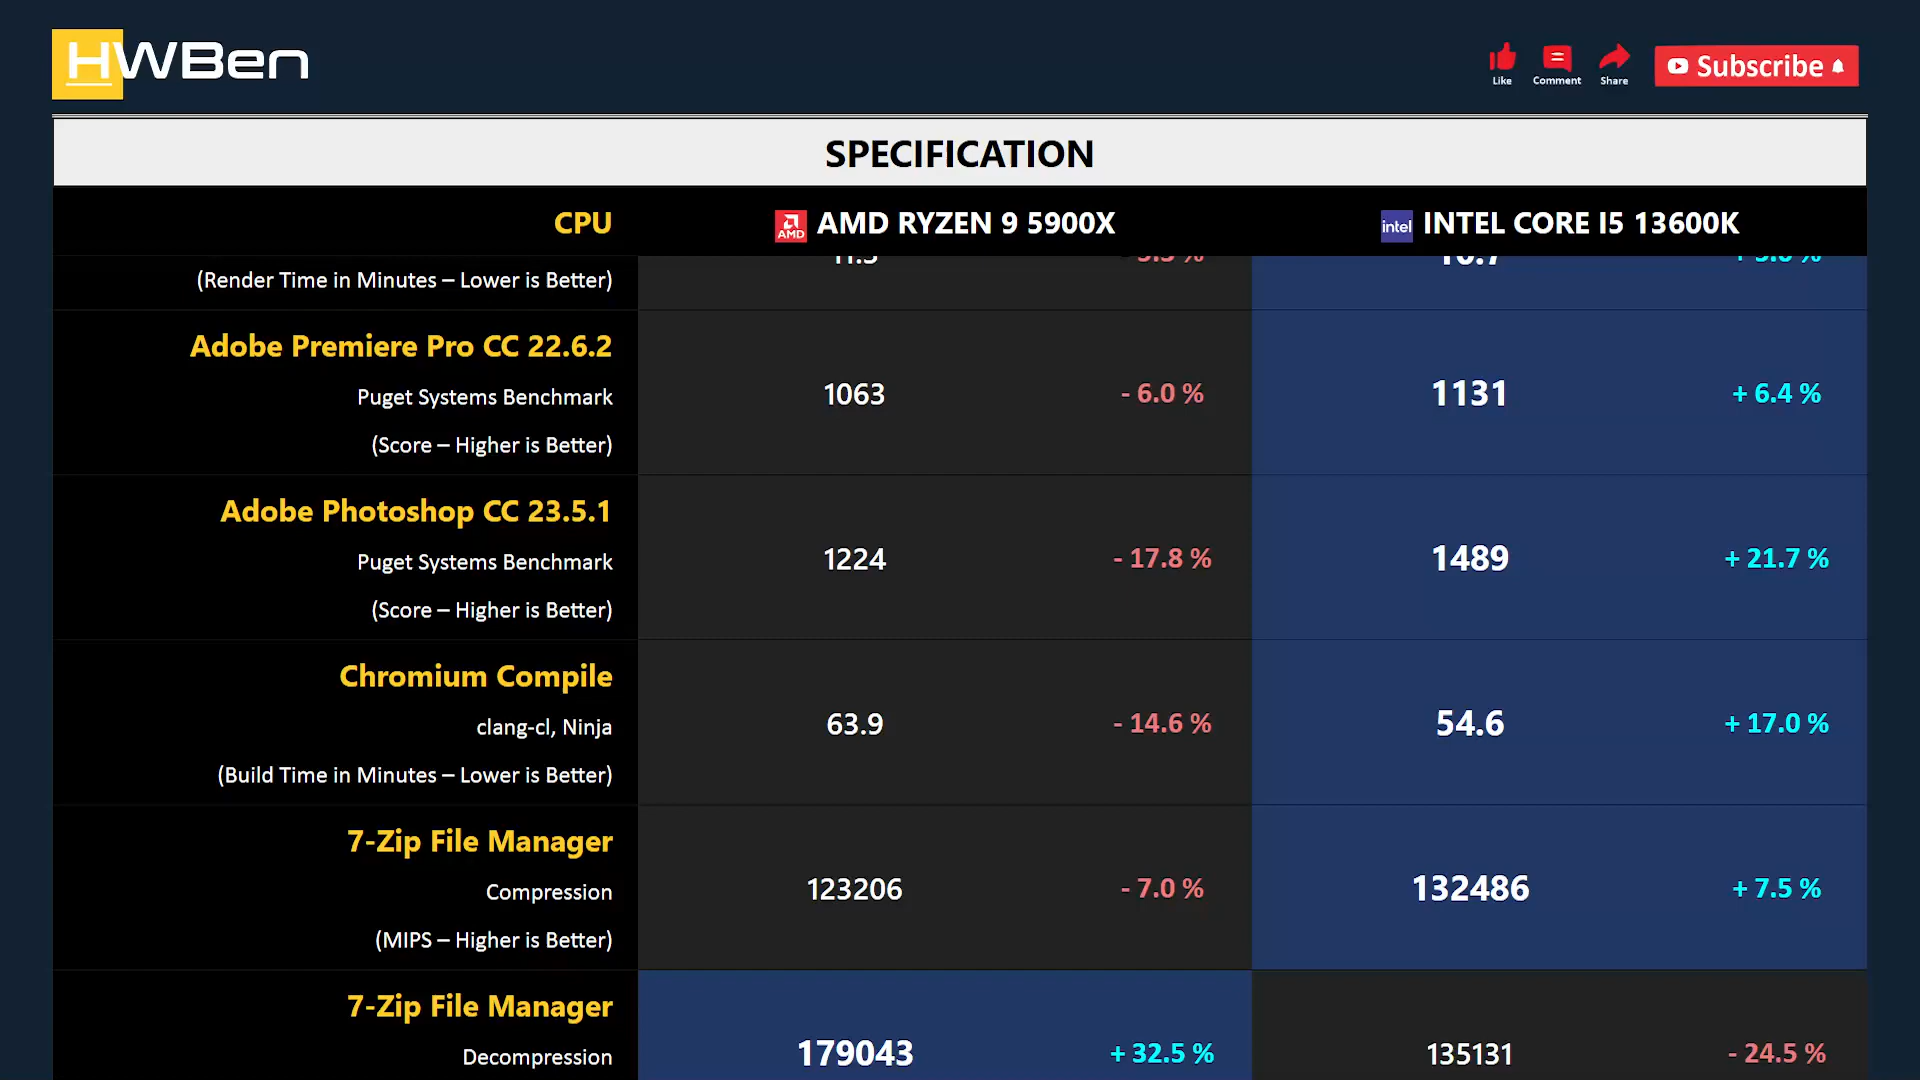 HWBen
Like Comment Share Subscribe
SPECIFICATION
CPU AMD AMD RYZEN 9 5900X intel INTEL CORE I5 13600K
(Render Time in Minutes – Lower is Better)
Adobe Premiere Pro CC 22.6.2
Puget Systems Benchmark 1063 - 6.0 % 1131 + 6.4 %
(Score – Higher is Better)
Adobe Photoshop CC 23.5.1
Puget Systems Benchmark 1224 - 17.8 % 1489 + 21.7 %
(Score – Higher is Better)
Chromium Compile
clang-cl, Ninja 63.9 - 14.6 % 54.6 + 17.0 %
(Build Time in Minutes – Lower is Better)
7-Zip File Manager
Compression 123206 - 7.0 % 132486 + 7.5 %
(MIPS – Higher is Better)
7-Zip File Manager
Decompression 179043 + 32.5 % 135131 - 24.5 %